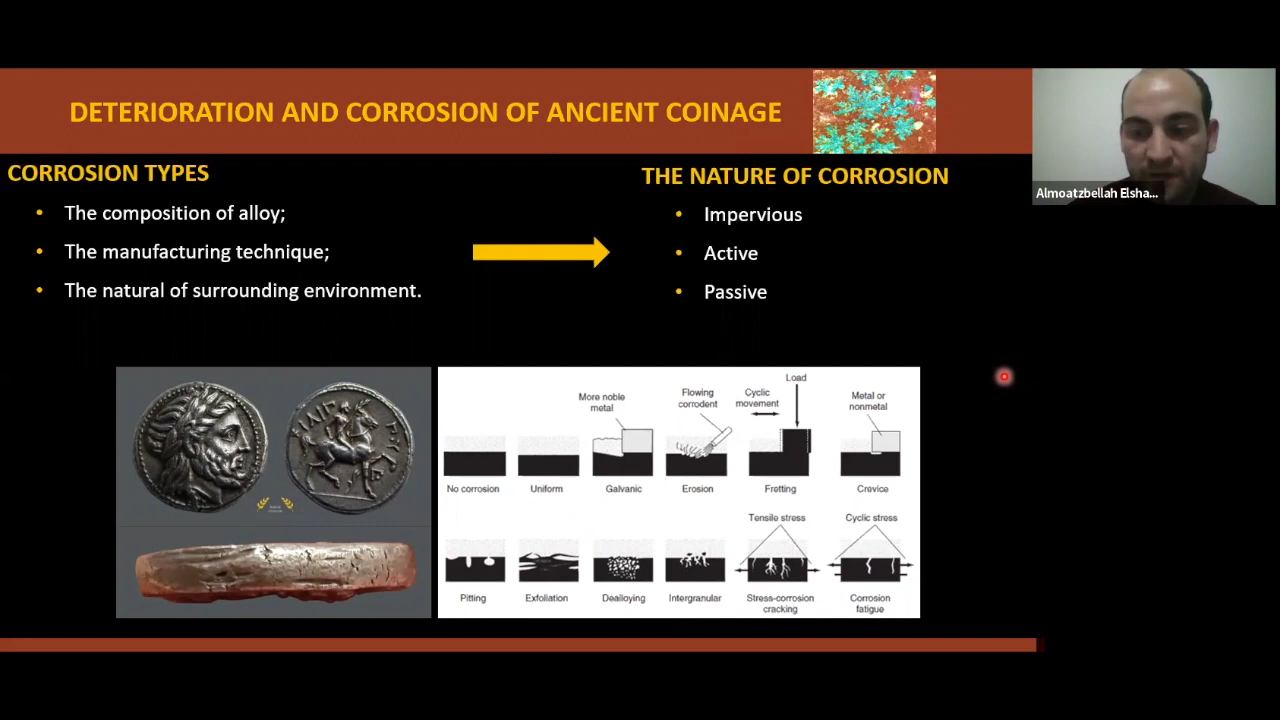 DETERIORATION AND CORROSION OF ANCIENT COINAGE
Almoatzbellah Elsha...
CORROSION TYPES
• The composition of alloy;
• The manufacturing technique;
• The natural of surrounding environment.
THE NATURE OF CORROSION
• Impervious
• Active
• Passive
More noble
metal
Flowing
corrodent
Cyclic
movement
Load
Metal or
nonmetal
No corrosion
Uniform
Galvanic
Erosion
Fretting
Crevice
Tensile stress
Cyclic stress
Pitting
Exfoliation
Dealloying
Intergranular
Stress-corrosion
cracking
Corrosion
fatigue